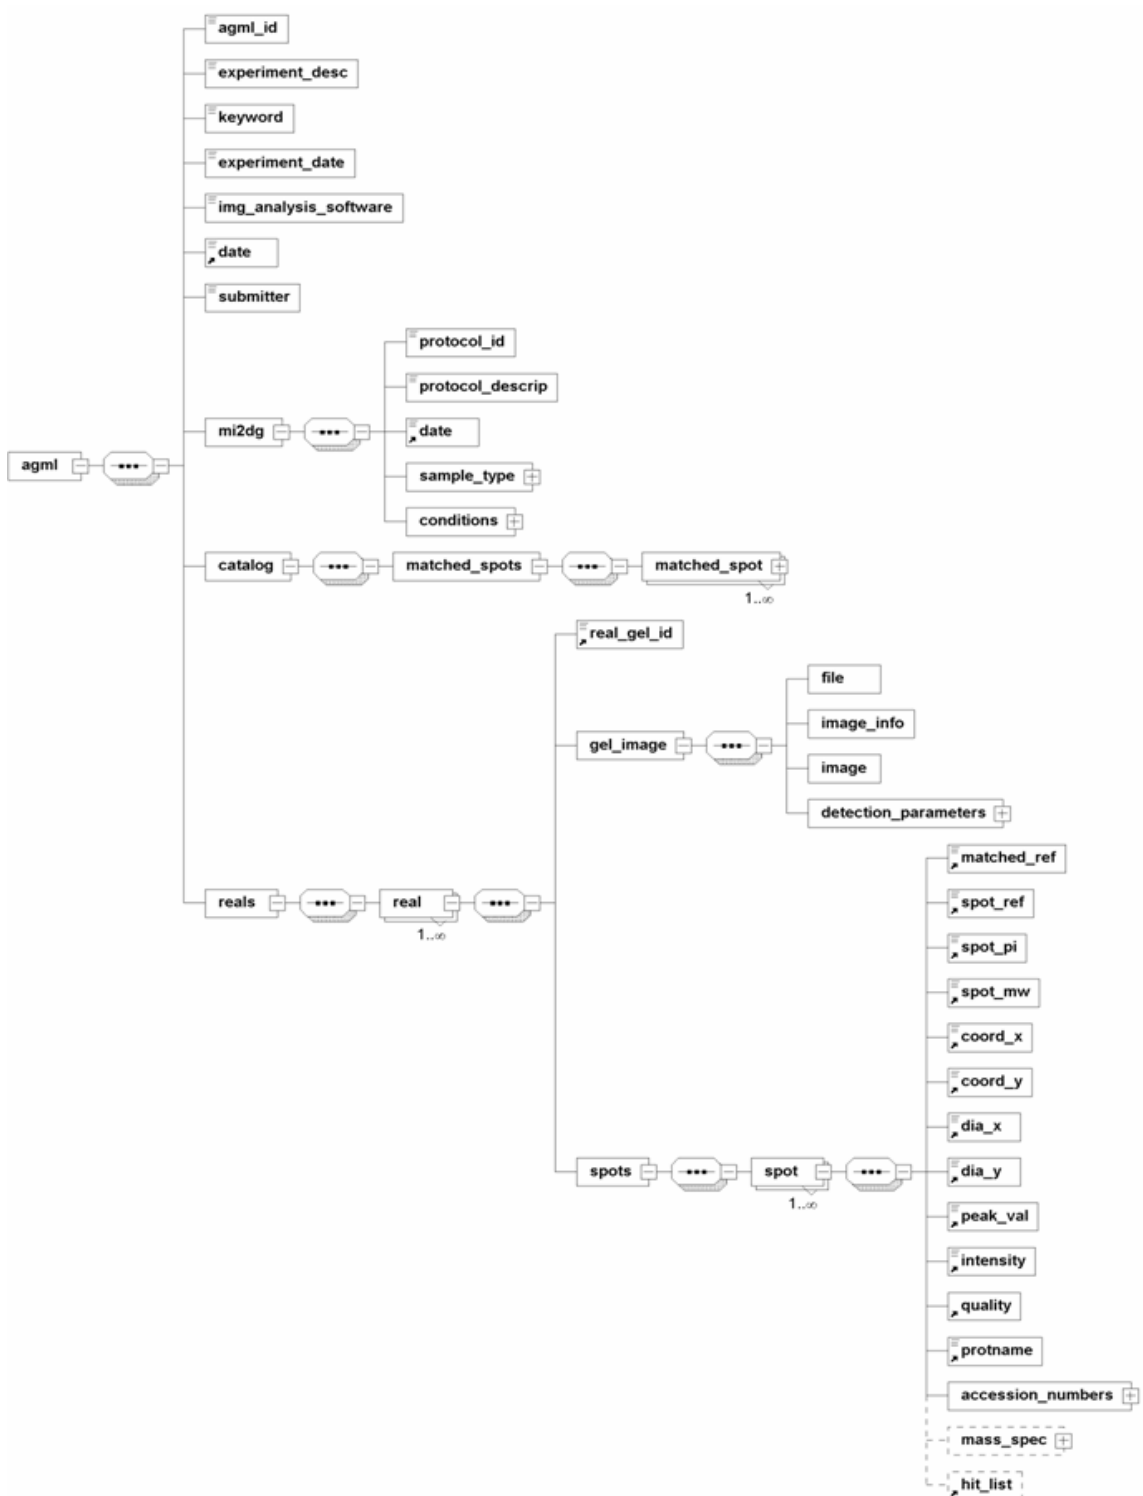 agml_id
experiment_desc
keyword
experiment_date
img_analysis_software
date
submitter
protocol_id
protocol_descrip
mi2dg
date
agml
sample_type
conditions
catalog
matched_spots
matched_spot
1..∞
real_gel_id
file
image_info
gel_image
image
detection_parameters
matched_ref
reals
real
spot_ref
1..∞
spot_pi
spot_mw
coord_x
coord_y
dia_x
spots
spot
dia_y
1..∞
peak_val
intensity
quality
protname
accession_numbers
mass_spec
hit_list